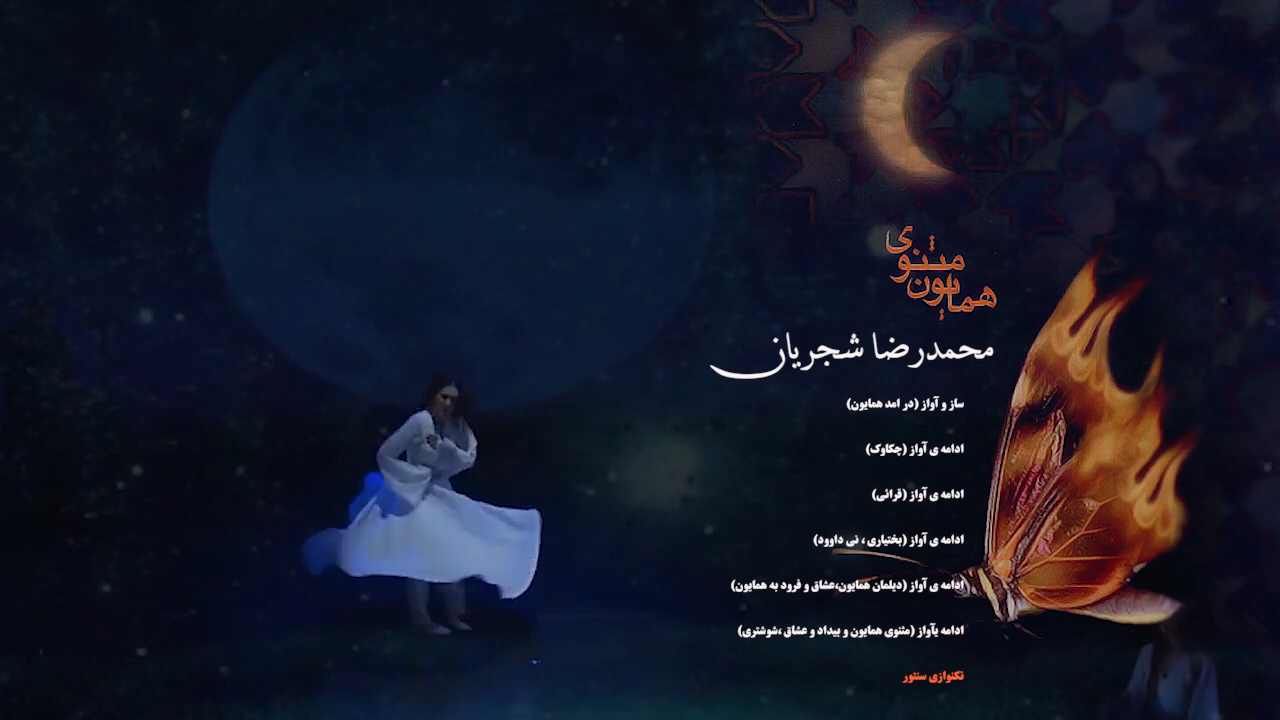 همایون مثنوی
محمدرضا شجریان
ساز و آواز (در امد همایون)
ادامه ی آواز (چکاوک)
ادامه ی آواز (قرائی)
ادامه ی آواز (بختیاری ، نی داوود)
ادامه ی آواز (دیلمان همایون،عشاق و فرود به همایون)
ادامه یآواز (مثنوی همایون و بیداد و عشاق ،شوشتری)
تکنوازی سنتور